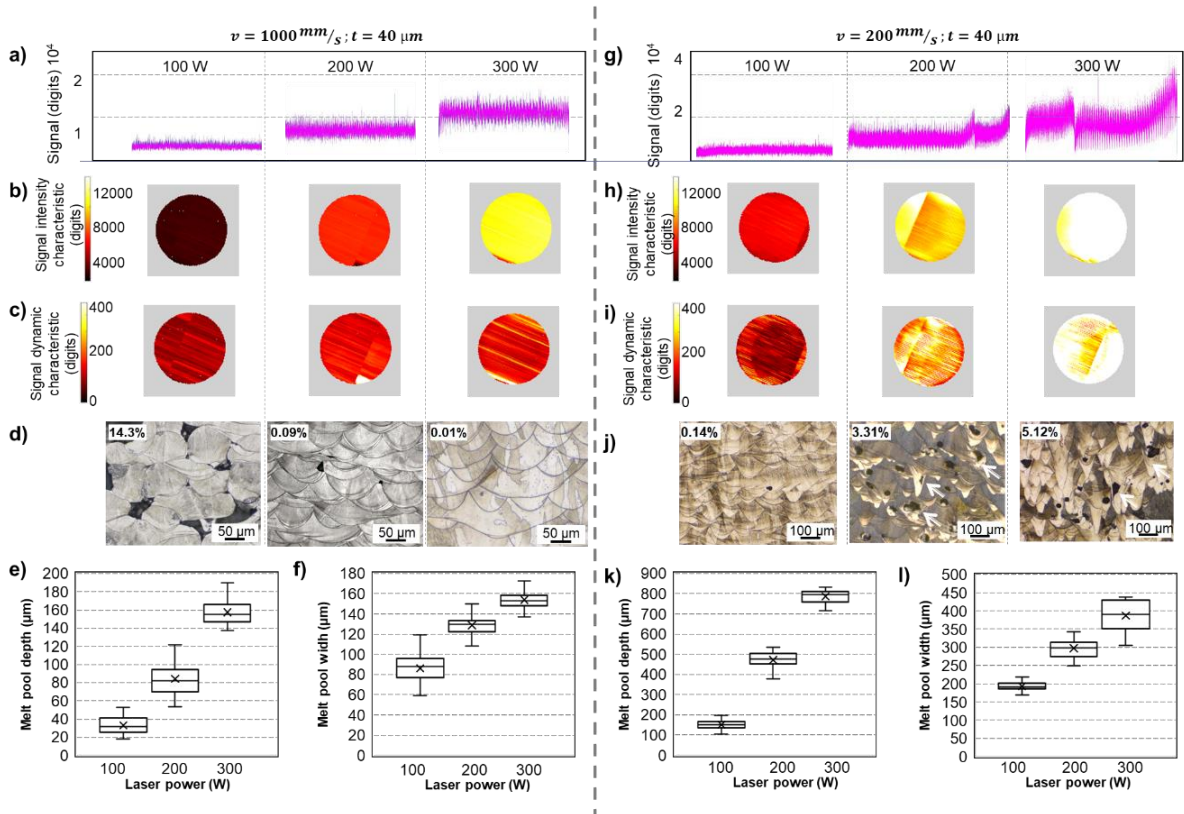 v = 1000 mm/s ; t = 40 μm
a)
Signal (digits) 10⁴
2
1
100 W
200 W
300 W
b)
Signal intensity
characteristic
(digits)
12000
8000
4000
c)
Signal dynamic
characteristic
(digits)
400
200
0
d)
14.3%
50 µm
0.09%
50 µm
0.01%
50 µm
e)
Melt pool depth (µm)
200
180
160
140
120
100
80
60
40
20
0
100
200
300
Laser power (W)
f)
Melt pool widh (µm)
180
160
140
120
100
80
60
40
20
0
100
200
300
Laser power (W)
v = 200 mm/s ; t = 40 μm
g)
Signal (digits) 10⁴
4
2
100 W
200 W
300 W
h)
Signal intensity
characteristic
(digits)
12000
8000
4000
i)
Signal dynamic
characteristic
(digits)
400
200
0
j)
0.14%
100 µm
3.31%
100 µm
5.12%
100 µm
k)
Melt pool depth (µm)
900
800
700
600
500
400
300
200
100
0
100
200
300
Laser power (W)
l)
Melt pool width (µm)
500
450
400
350
300
250
200
150
100
50
0
100
200
300
Laser power (W)